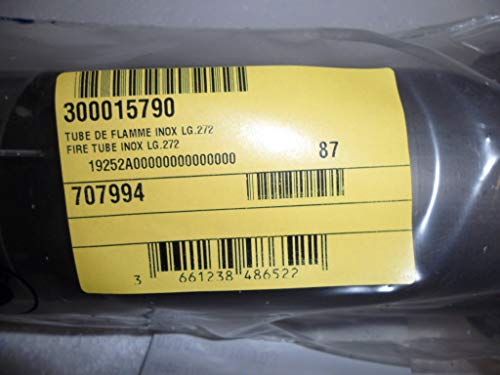 300015790
TUBE DE FLAMME INOX LG.272
FIRE TUBE INOX LG.272
19252A00000000000000 87
707994
3 661238 486522